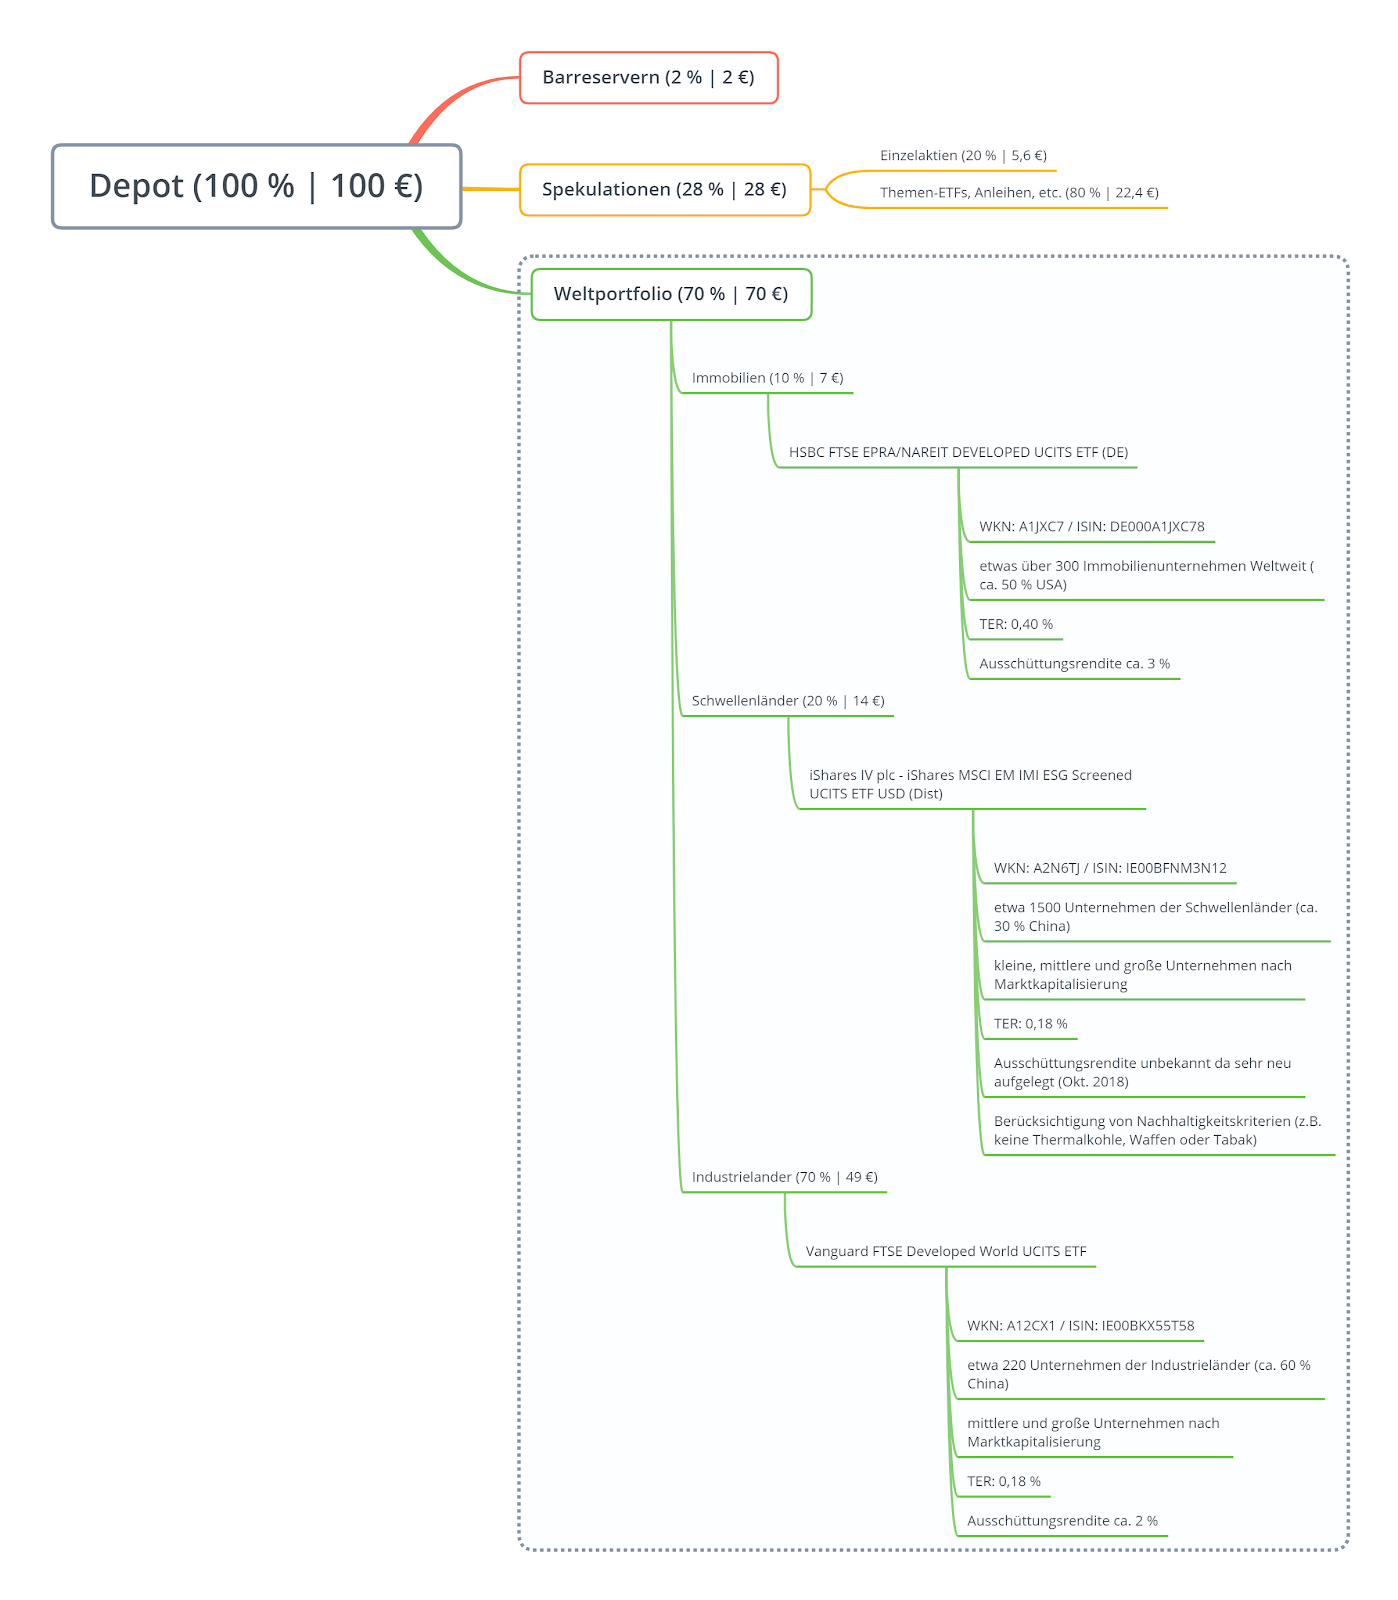 Barreservern (2 % | 2 €)
Depot (100 % | 100 €)
Spekulationen (28 % | 28 €)
Einzelaktien (20 % | 5,6 €)
Themen-ETFs, Anleihen, etc. (80 % | 22,4 €)
Weltportfolio (70 % | 70 €)
Immobilien (10 % | 7 €)
HSBC FTSE EPRA/NAREIT DEVELOPED UCITS ETF (DE)
WKN: A1JXC7 / ISIN: DE000A1JXC78
etwas über 300 Immobilienunternehmen Weltweit (
ca. 50 % USA)
TER: 0,40 %
Ausschüttungsrendite ca. 3 %
Schwellenländer (20 % | 14 €)
iShares IV plc - iShares MSCI EM IMI ESG Screened
UCITS ETF USD (Dist)
WKN: A2N6TJ / ISIN: IE00BFNM3N12
etwa 1500 Unternehmen der Schwellenländer (ca.
30 % China)
kleine, mittlere und große Unternehmen nach
Marktkapitalisierung
TER: 0,18 %
Ausschüttungsrendite unbekannt da sehr neu
aufgelegt (Okt. 2018)
Berücksichtigung von Nachhaltigkeitskriterien (z.B.
keine Thermalkohle, Waffen oder Tabak)
Industrielander (70 % | 49 €)
Vanguard FTSE Developed World UCITS ETF
WKN: A12CX1 / ISIN: IE00BKX55T58
etwa 220 Unternehmen der Industrieländer (ca. 60 %
China)
mittlere und große Unternehmen nach
Marktkapitalisierung
TER: 0,18 %
Ausschüttungsrendite ca. 2 %